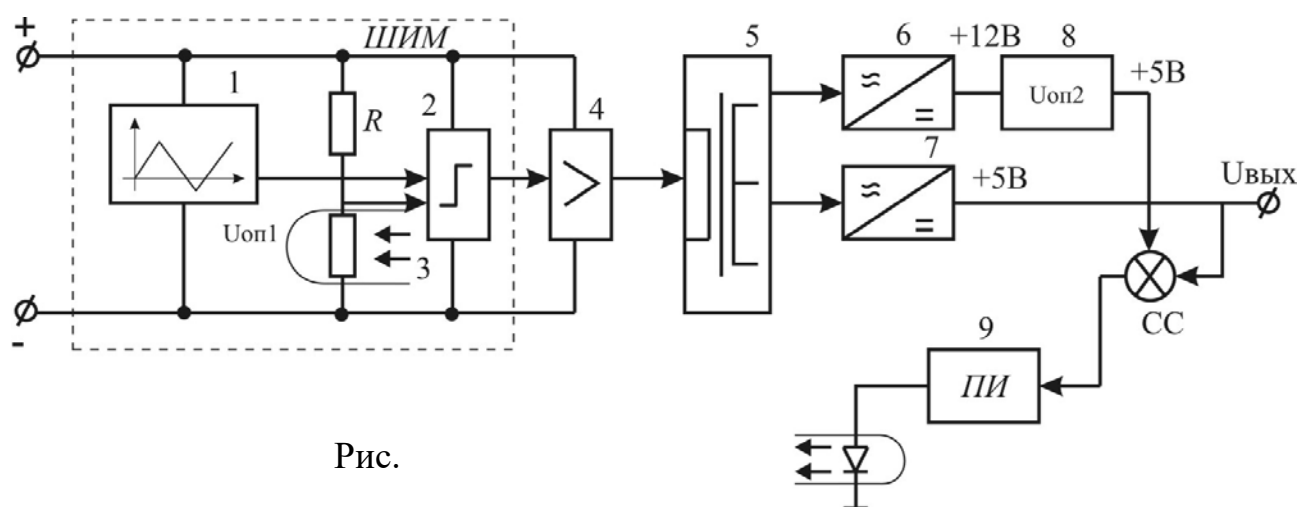 +
ШИМ
1
R
2
4
5
6
+12В
8
+5В
Uоп2
7
+5В
Uвых
Uоп1
3
-
СС
9
ПИ
Рис.